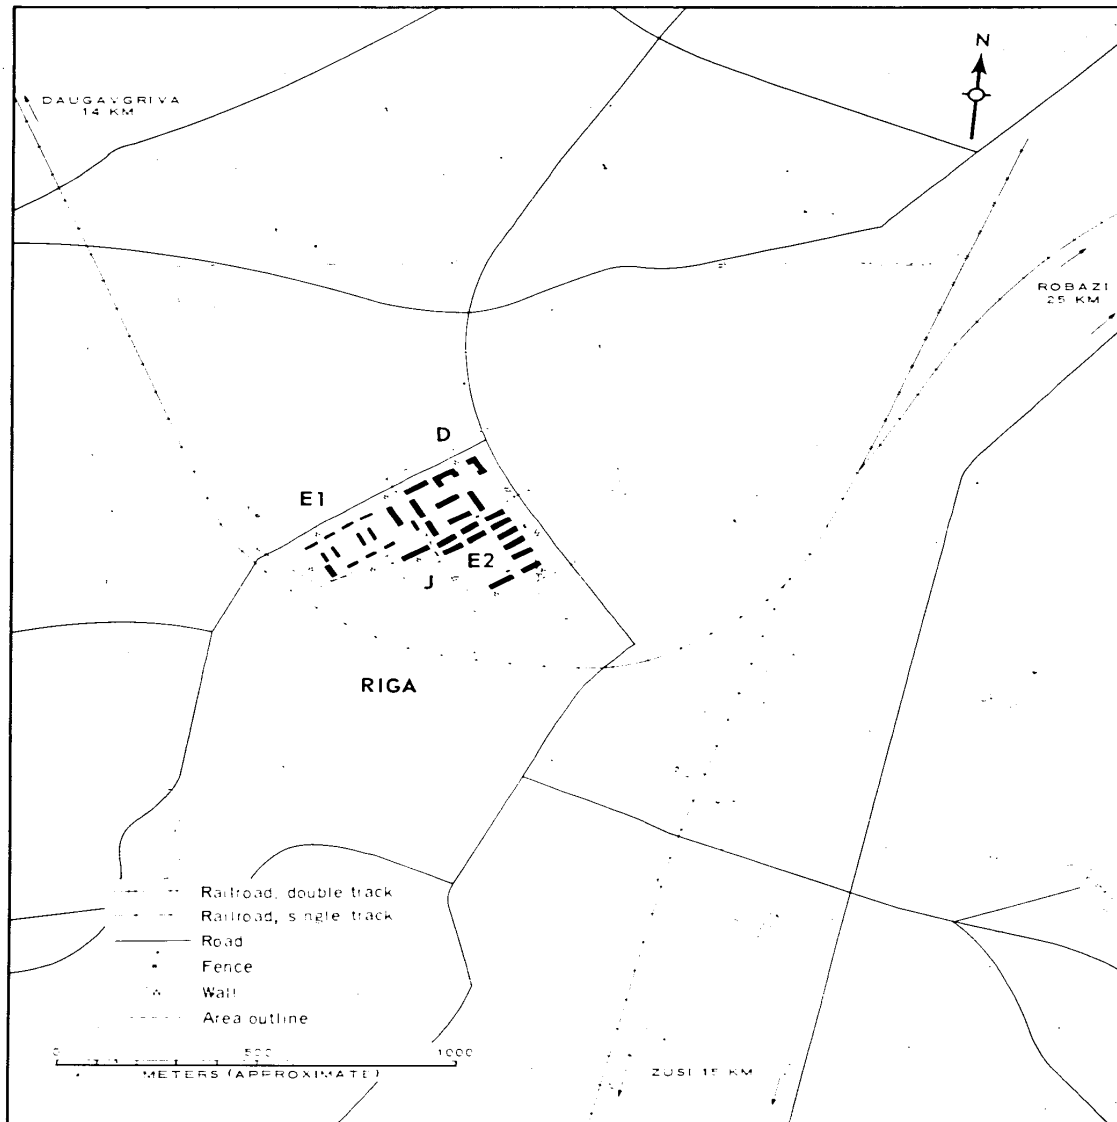 N
DAUGAVGRIVA
14 KM
ROBAZI
25 KM
D
E1
E2
J
RIGA
Railroad, double track
Railroad, single track
Road
Fence
Wall
Area outline
0 500 1000
METERS (APPROXIMATE)
ZUSI 15 KM